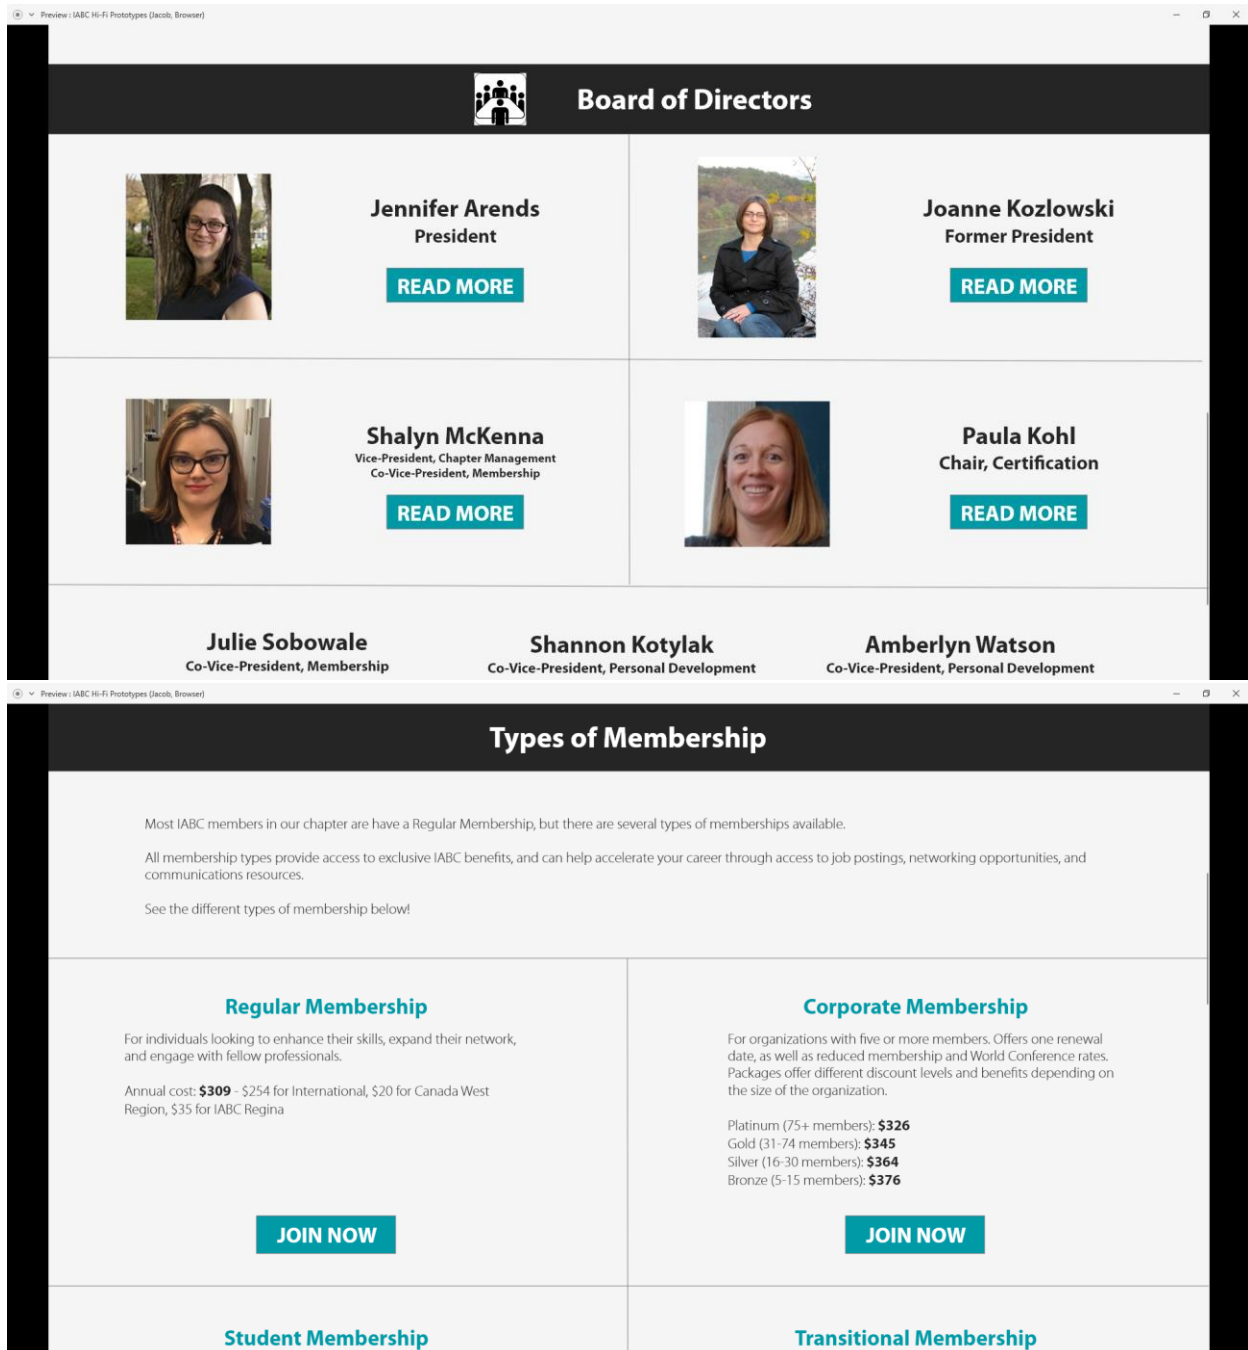 Preview : IABC Hi-Fi Prototypes (Jacob, Browser)
Board of Directors
Jennifer Arends
President
READ MORE
Joanne Kozlowski
Former President
READ MORE
Shalyn McKenna
Vice-President, Chapter Management
Co-Vice-President, Membership
READ MORE
Paula Kohl
Chair, Certification
READ MORE
Julie Sobowale
Co-Vice-President, Membership
Shannon Kotylak
Co-Vice-President, Personal Development
Amberlyn Watson
Co-Vice-President, Personal Development
Preview : IABC Hi-Fi Prototypes (Jacob, Browser)
Types of Membership
Most IABC members in our chapter are have a Regular Membership, but there are several types of memberships available.
All membership types provide access to exclusive IABC benefits, and can help accelerate your career through access to job postings, networking opportunities, and
communications resources.
See the different types of membership below!
Regular Membership
For individuals looking to enhance their skills, expand their network,
and engage with fellow professionals.
Annual cost: $309 - $254 for International, $20 for Canada West
Region, $35 for IABC Regina
JOIN NOW
Corporate Membership
For organizations with five or more members. Offers one renewal
date, as well as reduced membership and World Conference rates.
Packages offer different discount levels and benefits depending on
the size of the organization.
Platinum (75+ members): $326
Gold (31-74 members): $345
Silver (16-30 members): $364
Bronze (5-15 members): $376
JOIN NOW
Student Membership
Transitional Membership